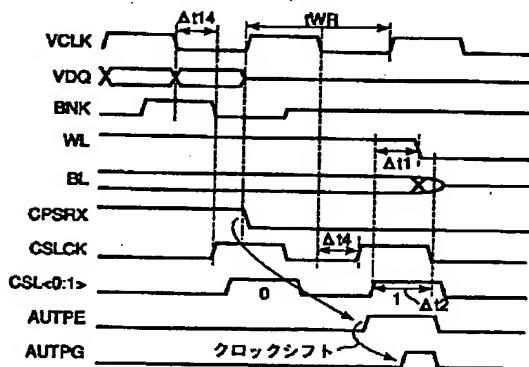 Δt14 tWR
VCLK
VDQ
BNK
WL
Δt1
BL
CPSRX
Δt4
CSLCK
CSL<0:1>
0 1 Δt2
AUTPE
クロックシフト
AUTPG